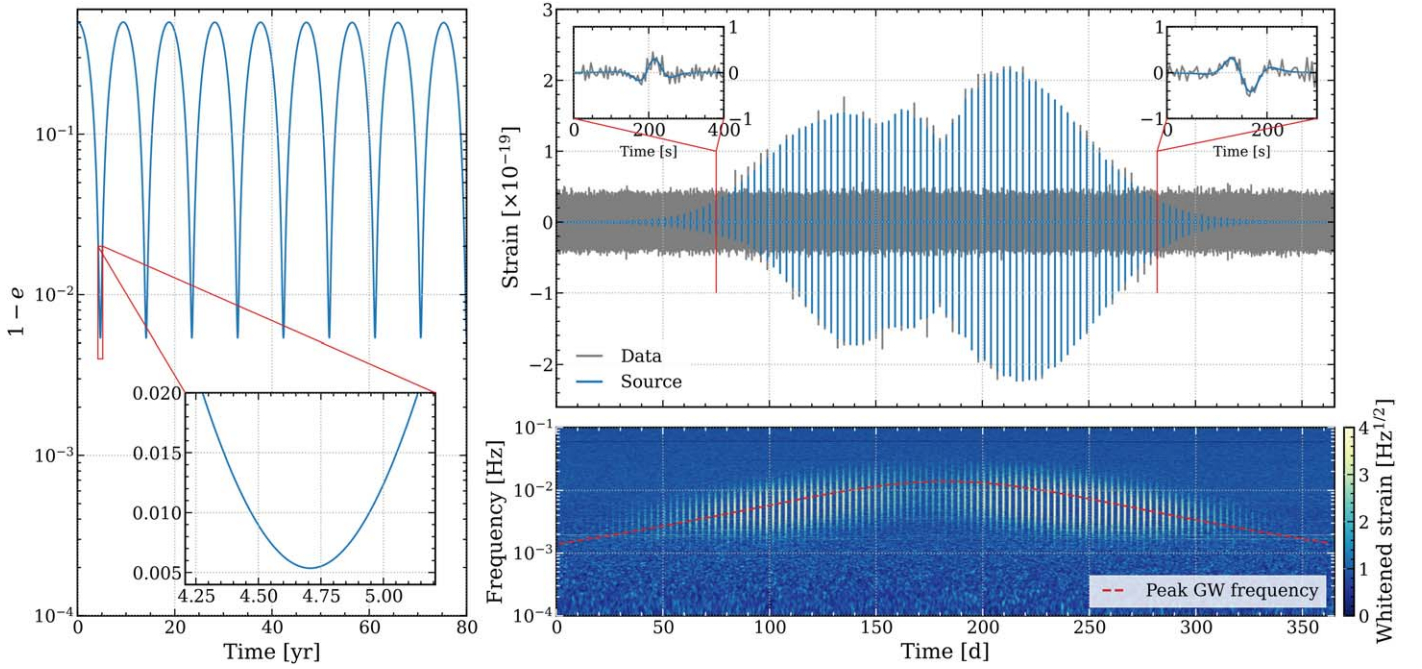 10⁻¹
10⁻²
10⁻³
10⁻⁴
1 − e
0 20 40 60 80
Time [yr]
0.020
0.015
0.010
0.005
4.25 4.50 4.75 5.00
3
2
1
0
−1
−2
Strain [×10⁻¹⁹]
1
0
−1
0 200 400
Time [s]
1
0
−1
0 200
Time [s]
Data
Source
10⁻¹
10⁻²
10⁻³
10⁻⁴
Frequency [Hz]
Peak GW frequency
0 50 100 150 200 250 300 350
Time [d]
4
3
2
1
0
Whitened strain [Hz^{1/2}]